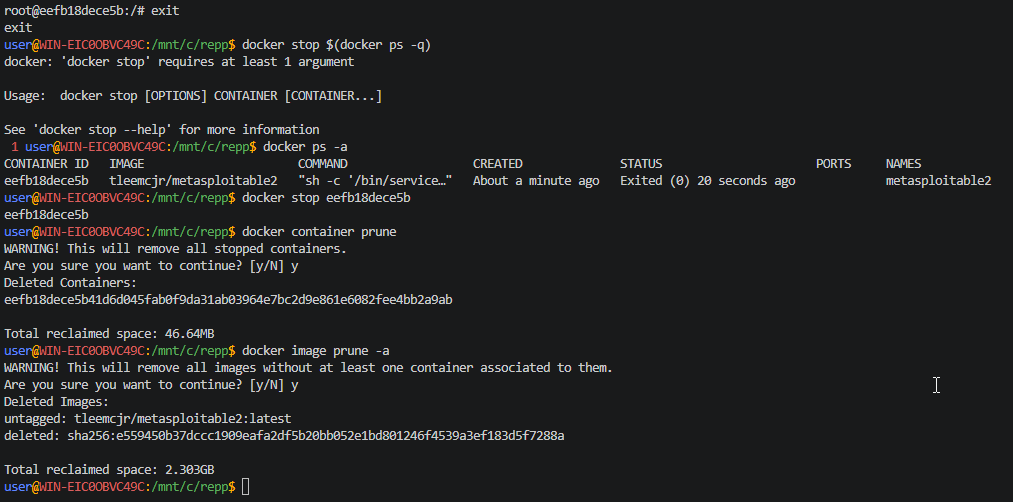 root@eefb18dece5b:/# exit
exit
user@WIN-EIC0OBVC49C:/mnt/c/repp$ docker stop $(docker ps -q)
docker: 'docker stop' requires at least 1 argument
Usage:  docker stop [OPTIONS] CONTAINER [CONTAINER...]
See 'docker stop --help' for more information
1 user@WIN-EIC0OBVC49C:/mnt/c/repp$ docker ps -a
CONTAINER ID   IMAGE                      COMMAND                  CREATED              STATUS                      PORTS     NAMES
eefb18dece5b   tleemcjr/metasploitable2   "sh -c '/bin/service…"   About a minute ago   Exited (0) 20 seconds ago             metasploitable2
user@WIN-EIC0OBVC49C:/mnt/c/repp$ docker stop eefb18dece5b
eefb18dece5b
user@WIN-EIC0OBVC49C:/mnt/c/repp$ docker container prune
WARNING! This will remove all stopped containers.
Are you sure you want to continue? [y/N] y
Deleted Containers:
eefb18dece5b41d6d045fab0f9da31ab03964e7bc2d9e861e6082fee4bb2a9ab
Total reclaimed space: 46.64MB
user@WIN-EIC0OBVC49C:/mnt/c/repp$ docker image prune -a
WARNING! This will remove all images without at least one container associated to them.
Are you sure you want to continue? [y/N] y
Deleted Images:
untagged: tleemcjr/metasploitable2:latest
deleted: sha256:e559450b37dccc1909eafa2df5b20bb052e1bd801246f4539a3ef183d5f7288a
Total reclaimed space: 2.303GB
user@WIN-EIC0OBVC49C:/mnt/c/repp$